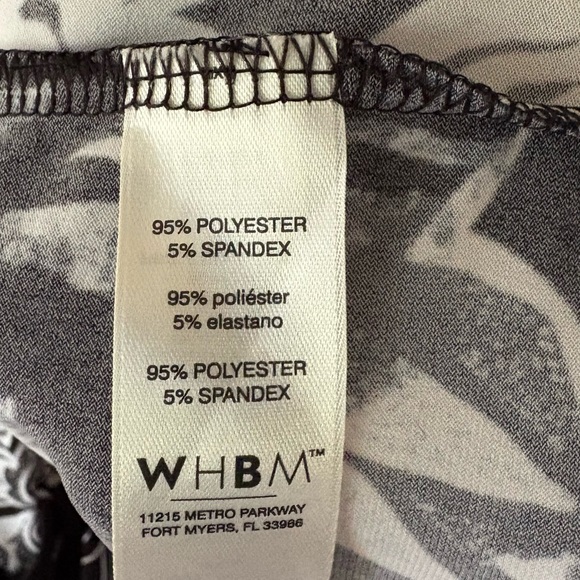 95% POLYESTER
5% SPANDEX
95% poliéster
5% elastano
95% POLYESTER
5% SPANDEX
WHBM™
11215 METRO PARKWAY
FORT MYERS, FL 33966